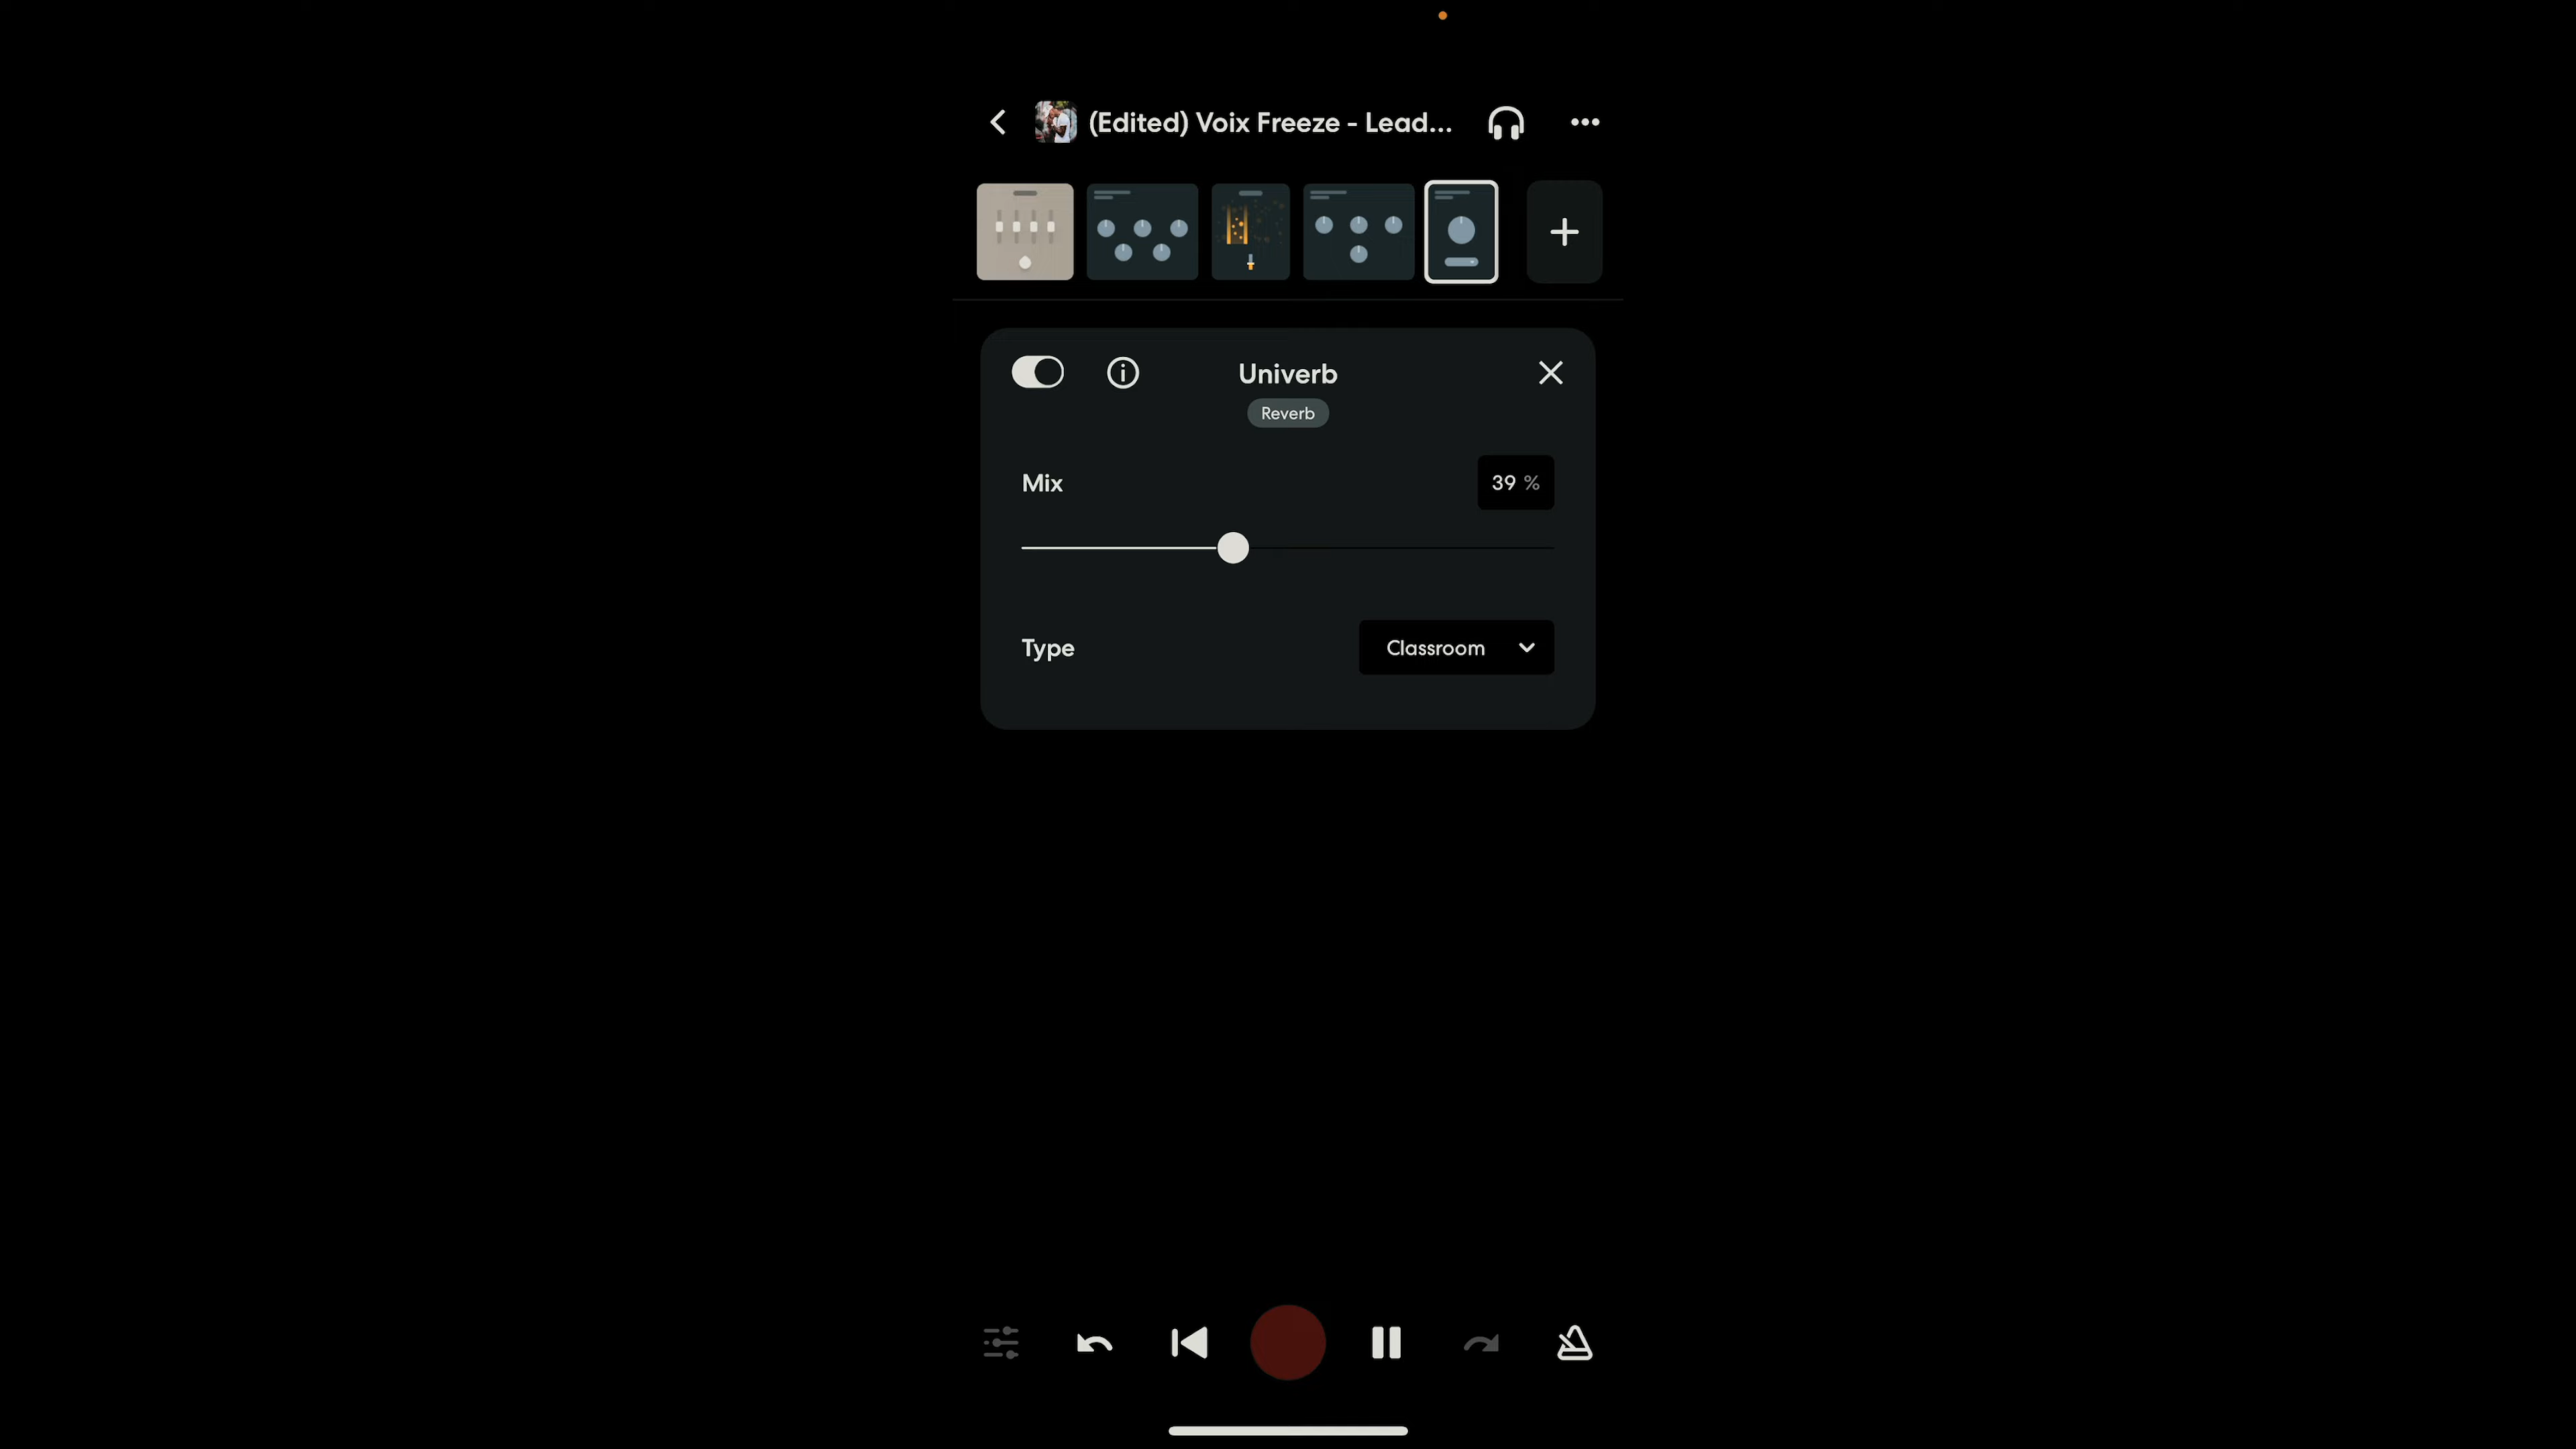 (Edited) Voix Freeze - Lead...
Univerb
Reverb
Mix
39 %
Type
Classroom